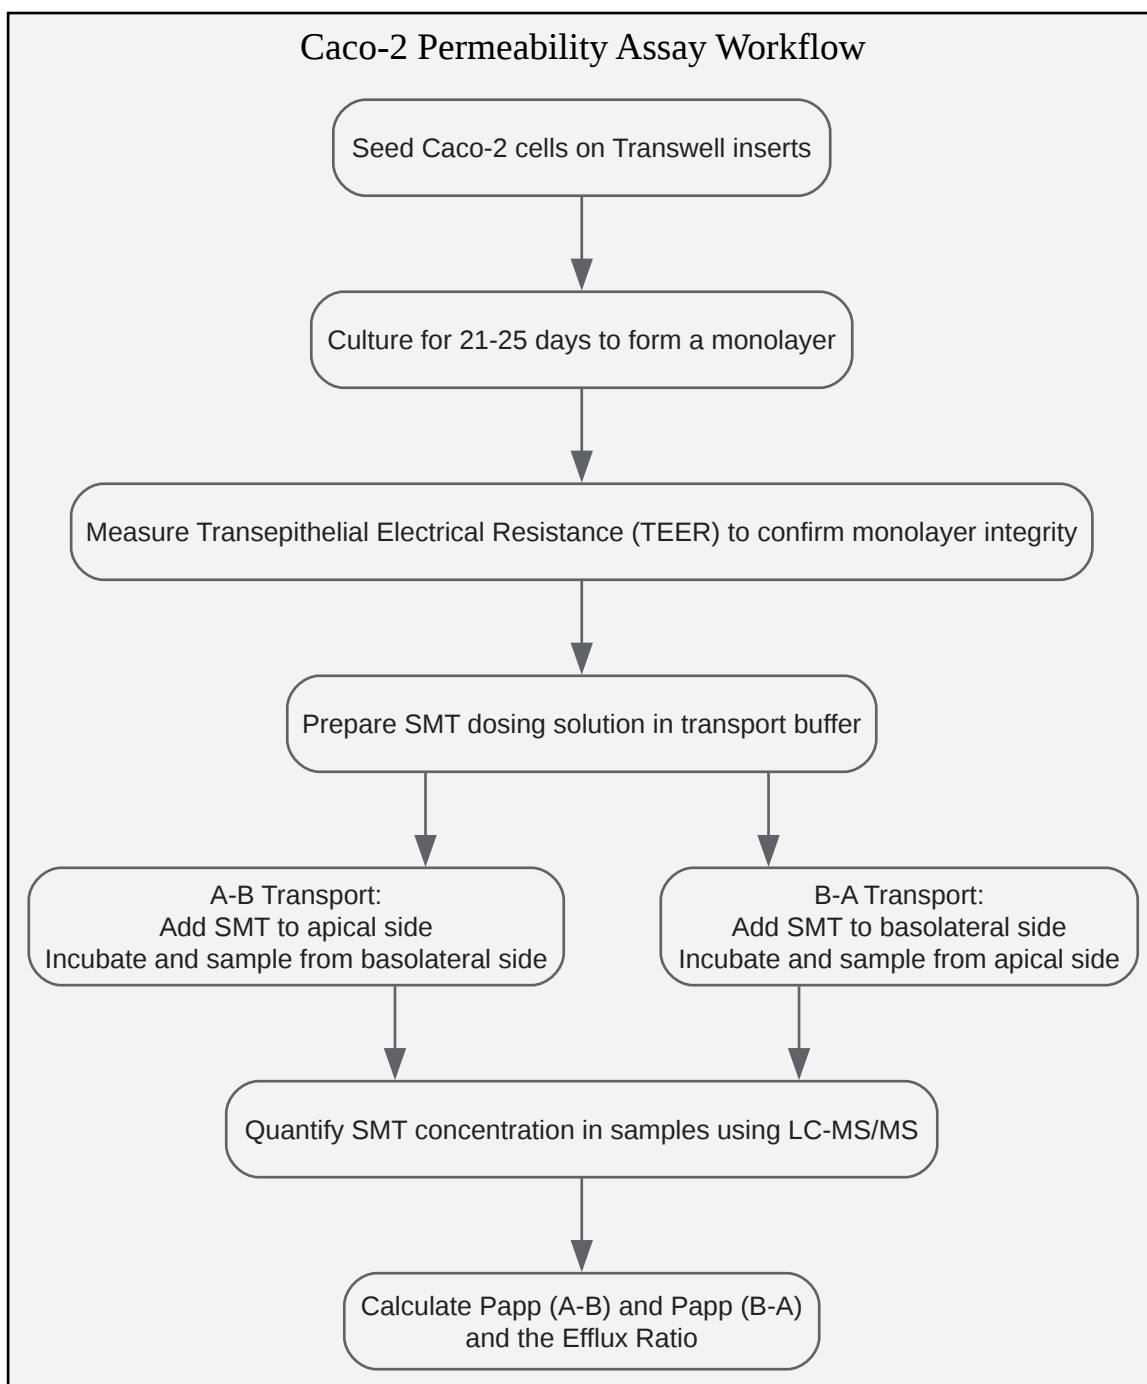 Caco-2 Permeability Assay Workflow
Seed Caco-2 cells on Transwell inserts
Culture for 21-25 days to form a monolayer
Measure Transepithelial Electrical Resistance (TEER) to confirm monolayer integrity
Prepare SMT dosing solution in transport buffer
A-B Transport:
Add SMT to apical side
Incubate and sample from basolateral side
B-A Transport:
Add SMT to basolateral side
Incubate and sample from apical side
Quantify SMT concentration in samples using LC-MS/MS
Calculate Papp (A-B) and Papp (B-A)
and the Efflux Ratio